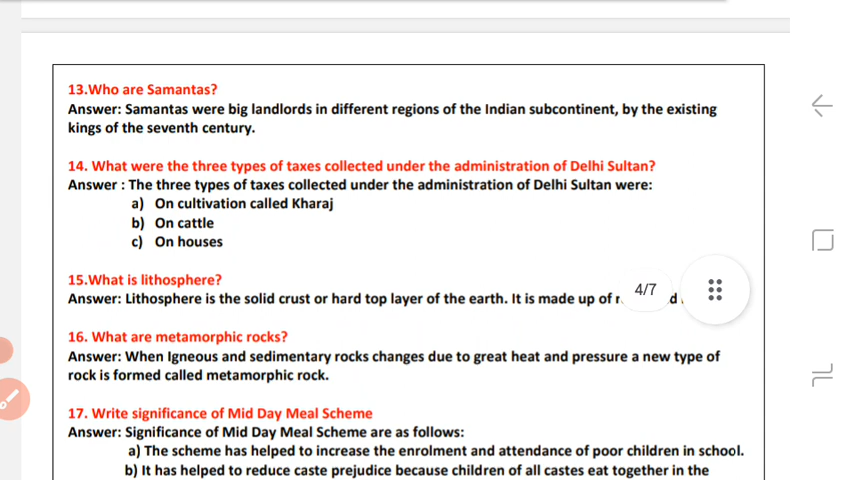 13.Who are Samantas?
Answer: Samantas were big landlords in different regions of the Indian subcontinent, by the existing
kings of the seventh century.
14. What were the three types of taxes collected under the administration of Delhi Sultan?
Answer : The three types of taxes collected under the administration of Delhi Sultan were:
a) On cultivation called Kharaj
b) On cattle
c) On houses
15.What is lithosphere?
Answer: Lithosphere is the solid crust or hard top layer of the earth. It is made up of
4/7
16. What are metamorphic rocks?
Answer: When Igneous and sedimentary rocks changes due to great heat and pressure a new type of
rock is formed called metamorphic rock.
17. Write significance of Mid Day Meal Scheme
Answer: Significance of Mid Day Meal Scheme are as follows:
a) The scheme has helped to increase the enrolment and attendance of poor children in school.
b) It has helped to reduce caste prejudice because children of all castes eat together in the